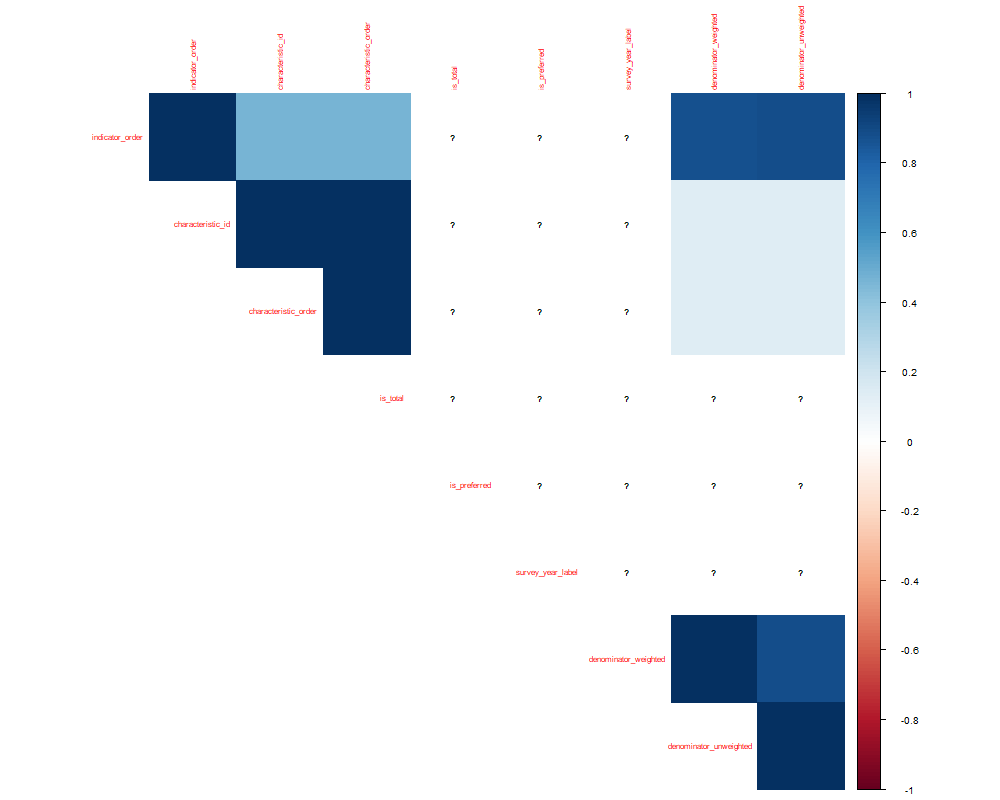 indicator_order
characteristic_id
characteristic_order
is_total
is_preferred
survey_year_label
denominator_weighted
denominator_unweighted
1
indicator_order ? ? ?
0.8
characteristic_id ? ? ?
0.6
characteristic_order ? ? ?
0.4
0.2
is_total ? ? ? ? ?
0
is_preferred ? ? ? ?
-0.2
-0.4
survey_year_label ? ? ?
-0.6
denominator_weighted
-0.8
denominator_unweighted
-1